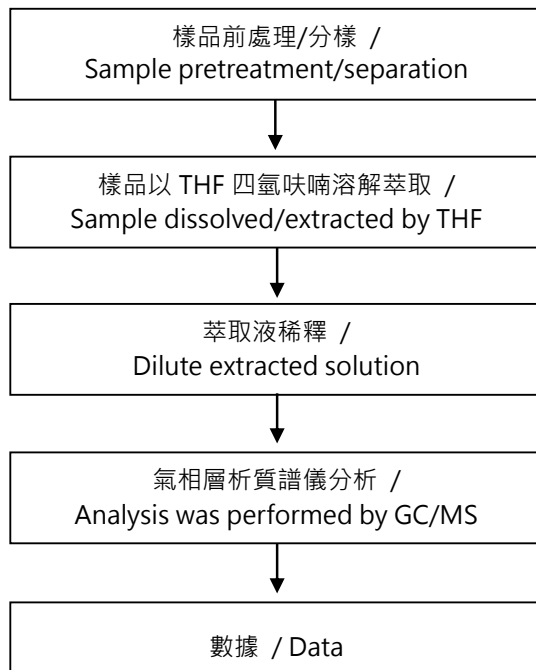 樣品前處理/分樣 /
Sample pretreatment/separation
樣品以 THF 四氫呋喃溶解萃取 /
Sample dissolved/extracted by THF
萃取液稀釋 /
Dilute extracted solution
氣相層析質譜儀分析 /
Analysis was performed by GC/MS
數據 / Data